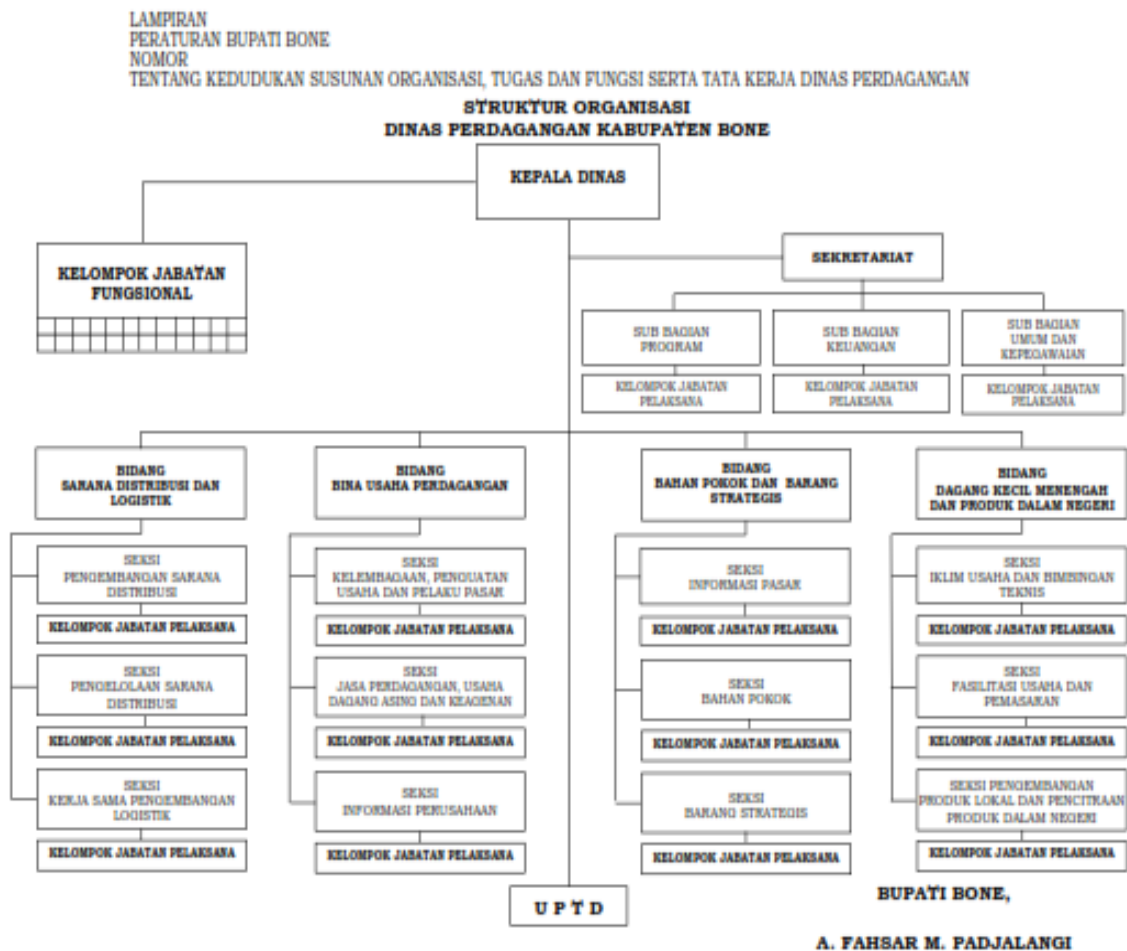 LAMPIRAN
PERATURAN BUPATI BONE
NOMOR
TENTANG KEDUDUKAN SUSUNAN ORGANISASI, TUGAS DAN FUNGSI SERTA TATA KERJA DINAS PERDAGANGAN
STRUKTUR ORGANISASI
DINAS PERDAGANGAN KABUPATEN BONE
KEPALA DINAS
KELOMPOK JABATAN
FUNGSIONAL
SEKRETARIAT
SUB BAGIAN
PROGRAM
KELOMPOK JABATAN
PELAKSANA
SUB BAGIAN
KEUANGAN
KELOMPOK JABATAN
PELAKSANA
SUB BAGIAN
UMUM DAN
KEPEGAWAIAN
KELOMPOK JABATAN
PELAKSANA
BIDANG
SARANA DISTRIBUSI DAN
LOGISTIK
SEKSI
PENGEMBANGAN SARANA
DISTRIBUSI
KELOMPOK JABATAN PELAKSANA
SEKSI
PENGELOLAAN SARANA
DISTRIBUSI
KELOMPOK JABATAN PELAKSANA
SEKSI
KERJA SAMA PENGEMBANGAN
LOGISTIK
KELOMPOK JABATAN PELAKSANA
BIDANG
BINA USAHA PERDAGANGAN
SEKSI
KELEMBAGAAN, PENGUATAN
USAHA DAN PELAKU PASAR
KELOMPOK JABATAN PELAKSANA
SEKSI
JASA PERDAGANGAN, USAHA
DAGANG ASING DAN KEAGENAN
KELOMPOK JABATAN PELAKSANA
SEKSI
INFORMASI PERUSAHAAN
KELOMPOK JABATAN PELAKSANA
BIDANG
BAHAN POKOK DAN BARANG
STRATEGIS
SEKSI
INFORMASI PASAR
KELOMPOK JABATAN PELAKSANA
SEKSI
BAHAN POKOK
KELOMPOK JABATAN PELAKSANA
SEKSI
BARANG STRATEGIS
KELOMPOK JABATAN PELAKSANA
BIDANG
DAGANG KECIL MENENGAH
DAN PRODUK DALAM NEGERI
SEKSI
IKLIM USAHA DAN BIMBINGAN
TEKNIS
KELOMPOK JABATAN PELAKSANA
SEKSI
FASILITASI USAHA DAN
PEMASARAN
KELOMPOK JABATAN PELAKSANA
SEKSI PENGEMBANGAN
PRODUK LOKAL DAN PENCITRAAN
PRODUK DALAM NEGERI
KELOMPOK JABATAN PELAKSANA
U P T D
BUPATI BONE,
A. FAHSAR M. PADJALANGI